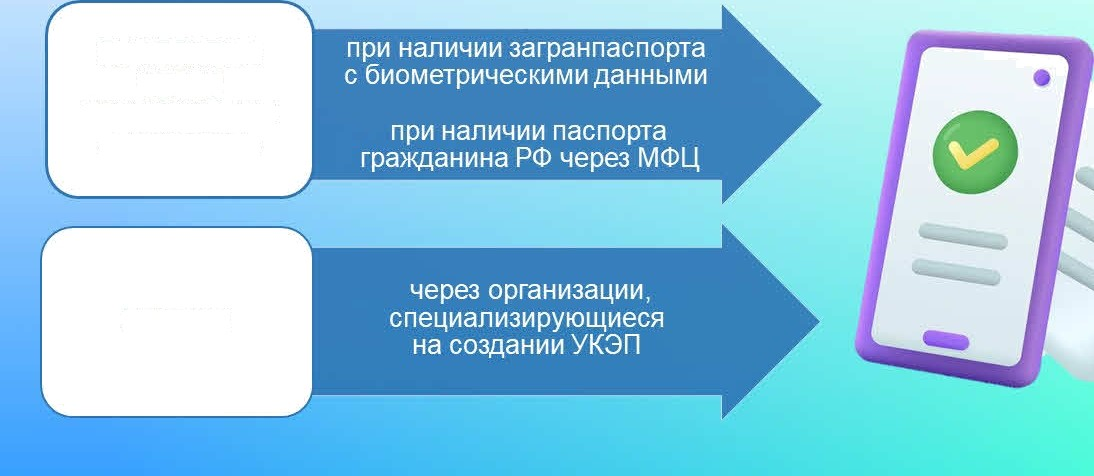 при наличии загранпаспорта
с биометрическими данными
при наличии паспорта
гражданина РФ через МФЦ
через организации,
специализирующиеся
на создании УКЭП